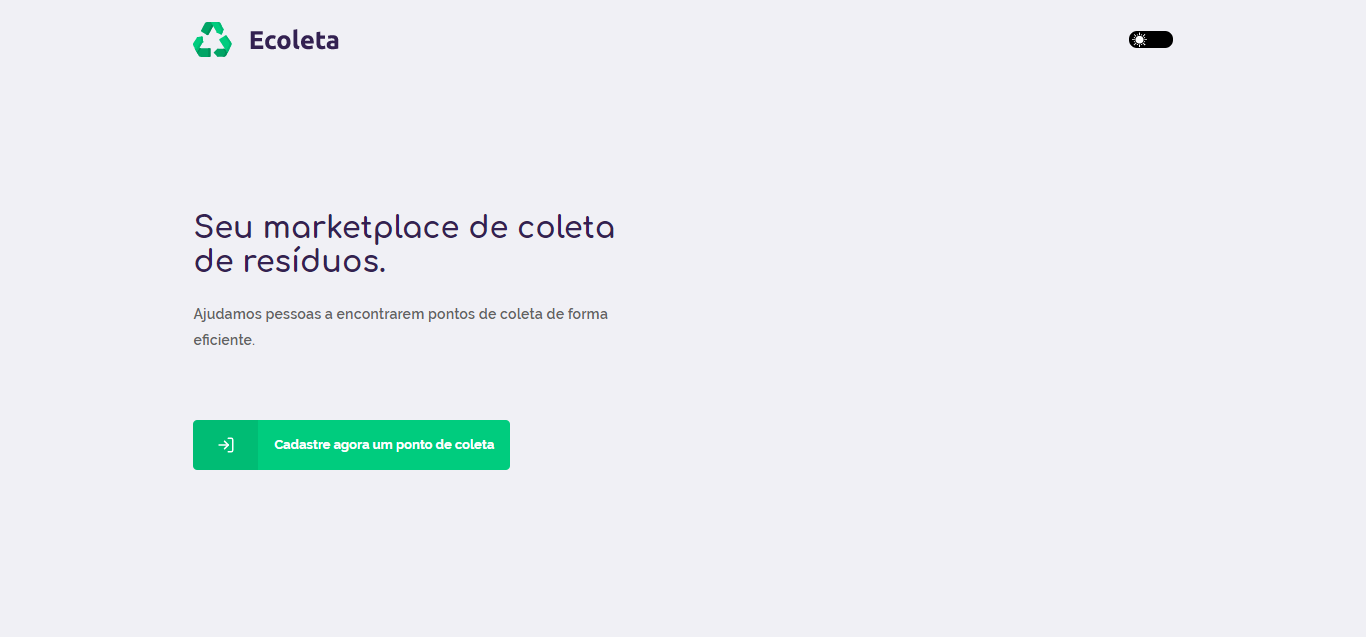 Ecoleta
Seu marketplace de coleta
de resíduos.
Ajudamos pessoas a encontrarem pontos de coleta de forma
eficiente.
Cadastre agora um ponto de coleta